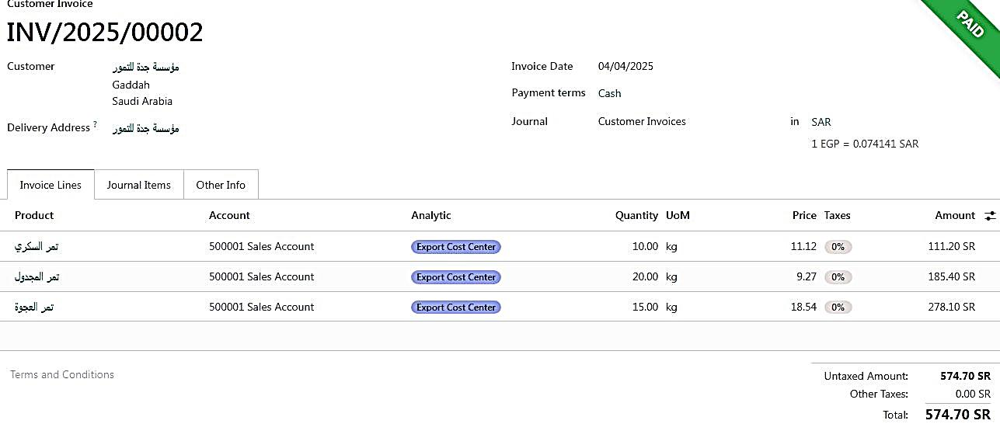 Customer Invoice
PAID
INV/2025/00002
Customer مؤسسة جدة للتمور Invoice Date 04/04/2025
Gaddah
Saudi Arabia
Payment terms Cash
Delivery Address ? مؤسسة جدة للتمور
Journal Customer Invoices in SAR
1 EGP = 0.074141 SAR
Invoice Lines Journal Items Other Info
Product Account Analytic Quantity UoM Price Taxes Amount
تمر السكري 500001 Sales Account Export Cost Center 10.00 kg 11.12 0% 111.20 SR
تمر المجدول 500001 Sales Account Export Cost Center 20.00 kg 9.27 0% 185.40 SR
تمر العجوة 500001 Sales Account Export Cost Center 15.00 kg 18.54 0% 278.10 SR
Terms and Conditions
Untaxed Amount: 574.70 SR
Other Taxes: 0.00 SR
Total: 574.70 SR